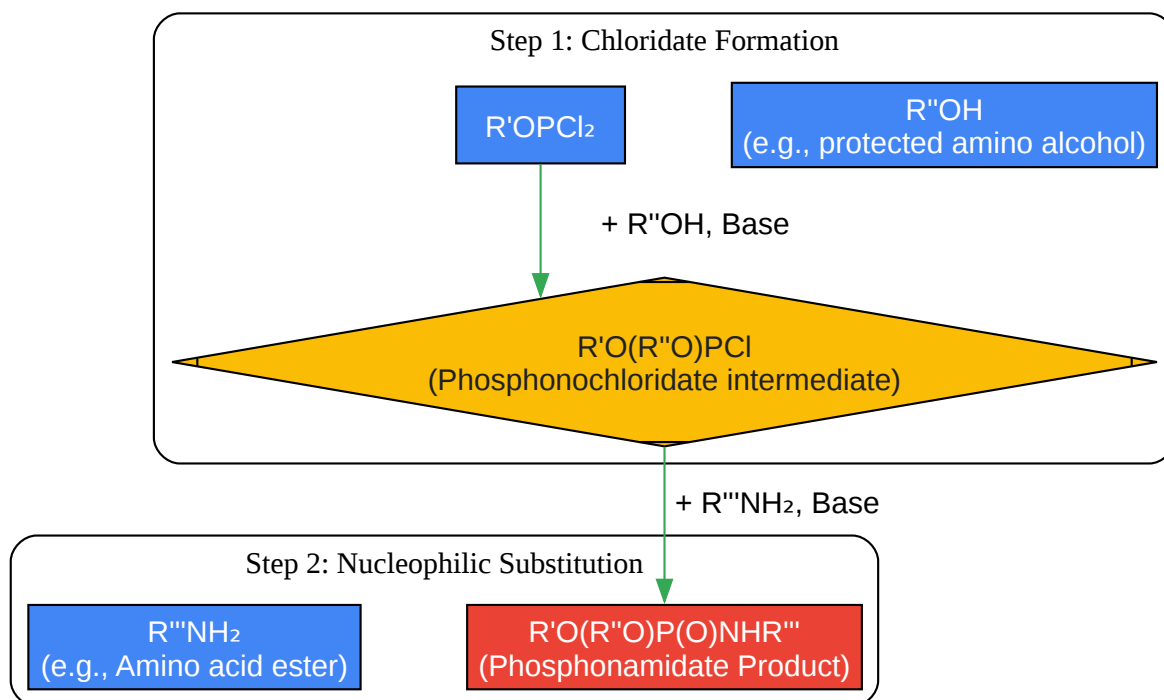 Step 1: Chloridate Formation
R'OPCl₂
R''OH
(e.g., protected amino alcohol)
+ R''OH, Base
R'O(R''O)PCl
(Phosphonochloridate intermediate)
+ R'''NH₂, Base
Step 2: Nucleophilic Substitution
R'''NH₂
(e.g., Amino acid ester)
R'O(R''O)P(O)NHR'''
(Phosphonamidate Product)